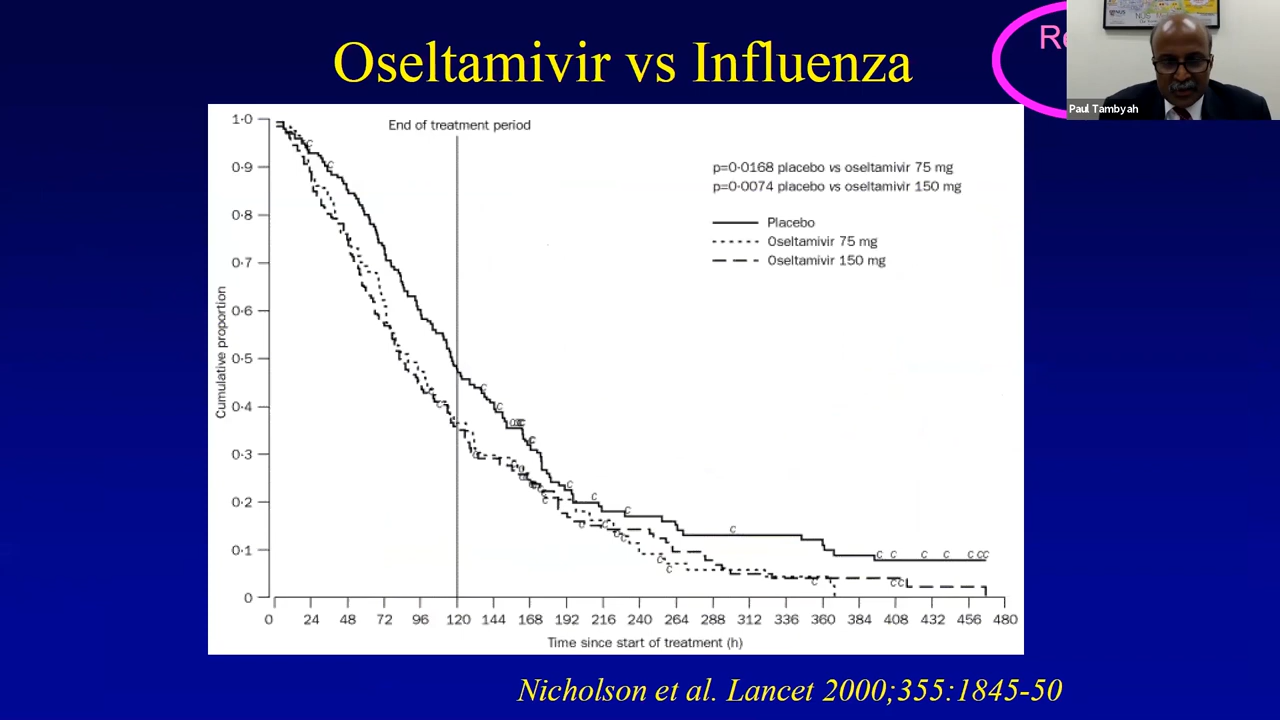 Oseltamivir vs Influenza
Re
Paul Tambyah
End of treatment period
p=0·0168 placebo vs oseltamivir 75 mg
p=0·0074 placebo vs oseltamivir 150 mg
Placebo
Oseltamivir 75 mg
Oseltamivir 150 mg
Cumulative proportion
1·0
0·9
0·8
0·7
0·6
0·5
0·4
0·3
0·2
0·1
0
0 24 48 72 96 120 144 168 192 216 240 264 288 312 336 360 384 408 432 456 480
Time since start of treatment (h)
Nicholson et al. Lancet 2000;355:1845-50